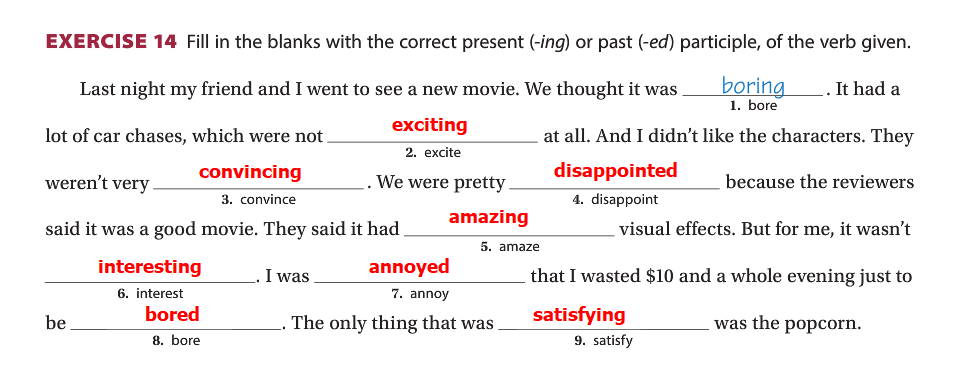 EXERCISE 14 Fill in the blanks with the correct present (-ing) or past (-ed) participle, of the verb given.
Last night my friend and I went to see a new movie. We thought it was boring. It had a
1. bore
lot of car chases, which were not exciting at all. And I didn't like the characters. They
2. excite
weren't very convincing. We were pretty disappointed because the reviewers
3. convince 4. disappoint
said it was a good movie. They said it had amazing visual effects. But for me, it wasn't
5. amaze
interesting. I was annoyed that I wasted $10 and a whole evening just to
6. interest 7. annoy
be bored. The only thing that was satisfying was the popcorn.
8. bore 9. satisfy